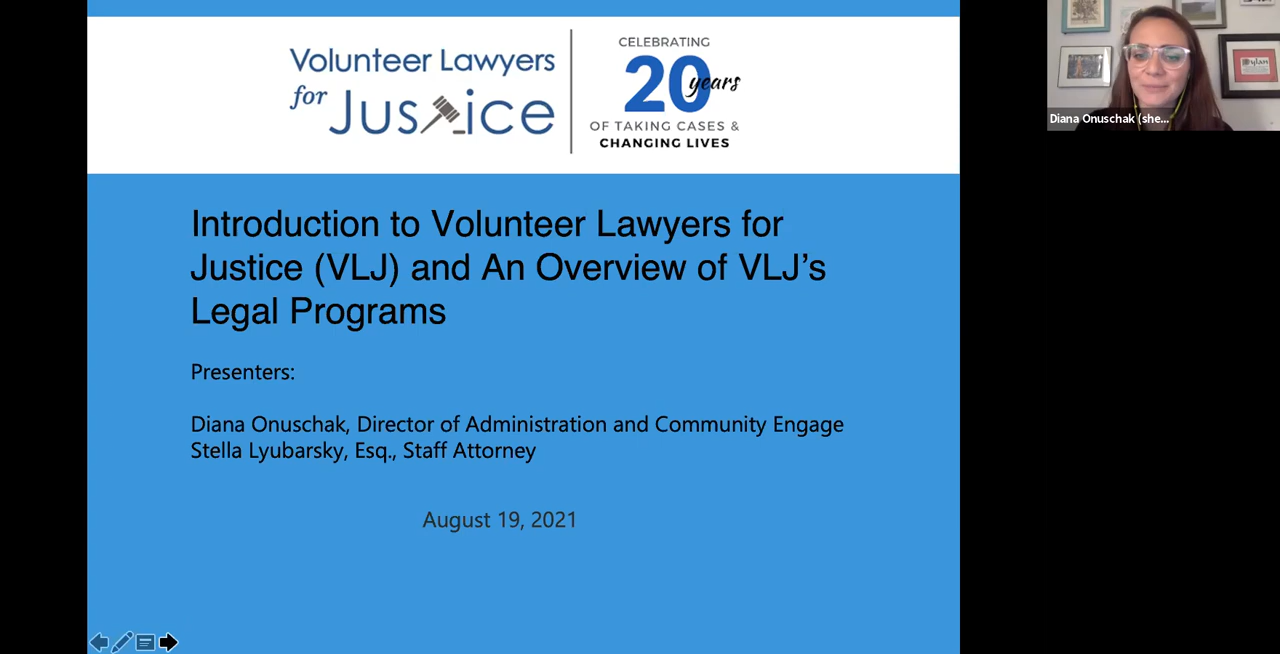 Volunteer Lawyers
for Justice
CELEBRATING
20 years
OF TAKING CASES &
CHANGING LIVES
Introduction to Volunteer Lawyers for
Justice (VLJ) and An Overview of VLJ's
Legal Programs
Presenters:
Diana Onuschak, Director of Administration and Community Engage
Stella Lyubarsky, Esq., Staff Attorney
August 19, 2021
Dylan
Diana Onuschak (she...